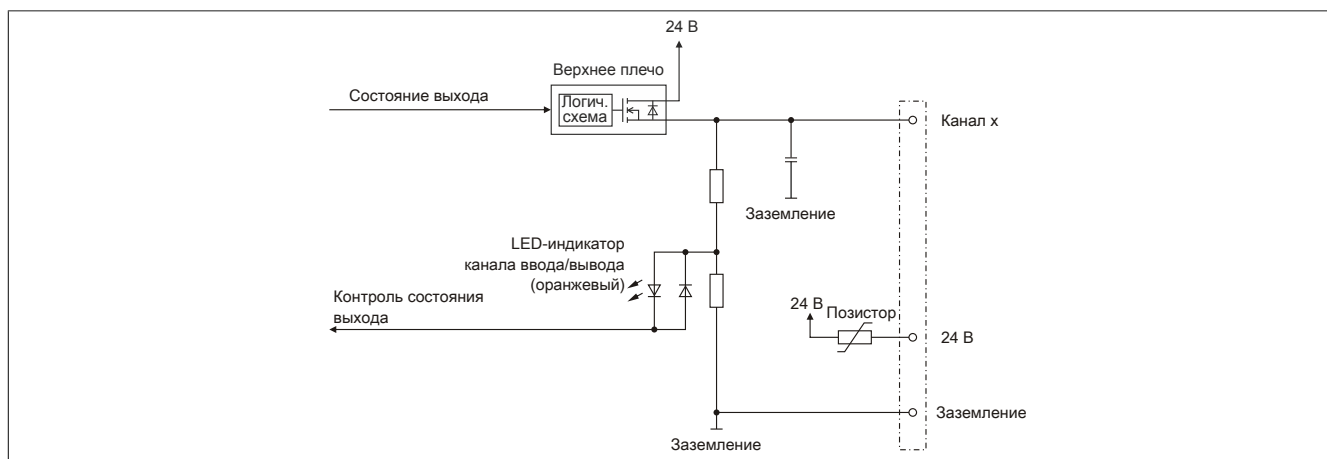 24 В
Верхнее плечо
Состояние выхода
Логич.
схема
Канал x
Заземление
LED-индикатор
канала ввода/вывода
(оранжевый)
Контроль состояния
выхода
24 В
Позистор
24 В
Заземление
Заземление